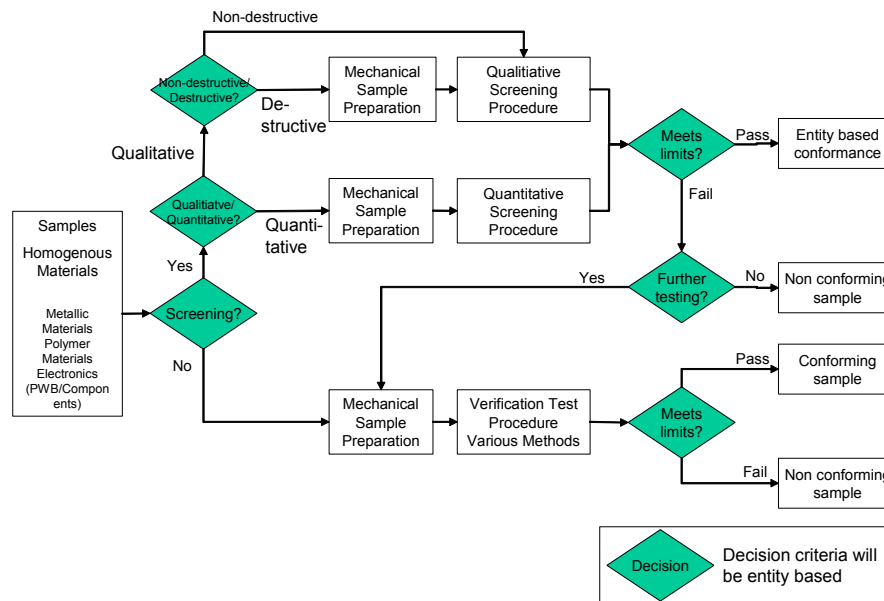 Non-destructive
Non-destructive/
Destructive?
De-
structive
Mechanical
Sample
Preparation
Qualitative
Screening
Procedure
Meets
limits?
Pass
Entity based
conformance
Qualitative
Qualitiatve/
Quantitative?
Quanti-
tative
Mechanical
Sample
Preparation
Quantitative
Screening
Procedure
Fail
Samples
Homogenous
Materials
Metallic
Materials
Polymer
Materials
Electronics
(PWB/Compon
ents)
Yes
Screening?
No
Yes
Further
testing?
No
Non conforming
sample
Mechanical
Sample
Preparation
Verification Test
Procedure
Various Methods
Meets
limits?
Pass
Conforming
sample
Fail
Non conforming
sample
Decision
Decision criteria will
be entity based